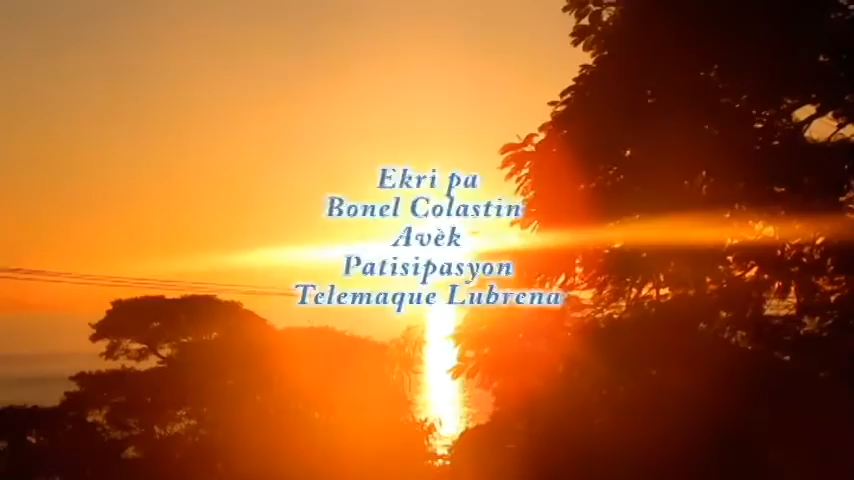 Ekri pa
Bonel Colastin
Avèk
Patisipasyon
Telemaque Lubrena